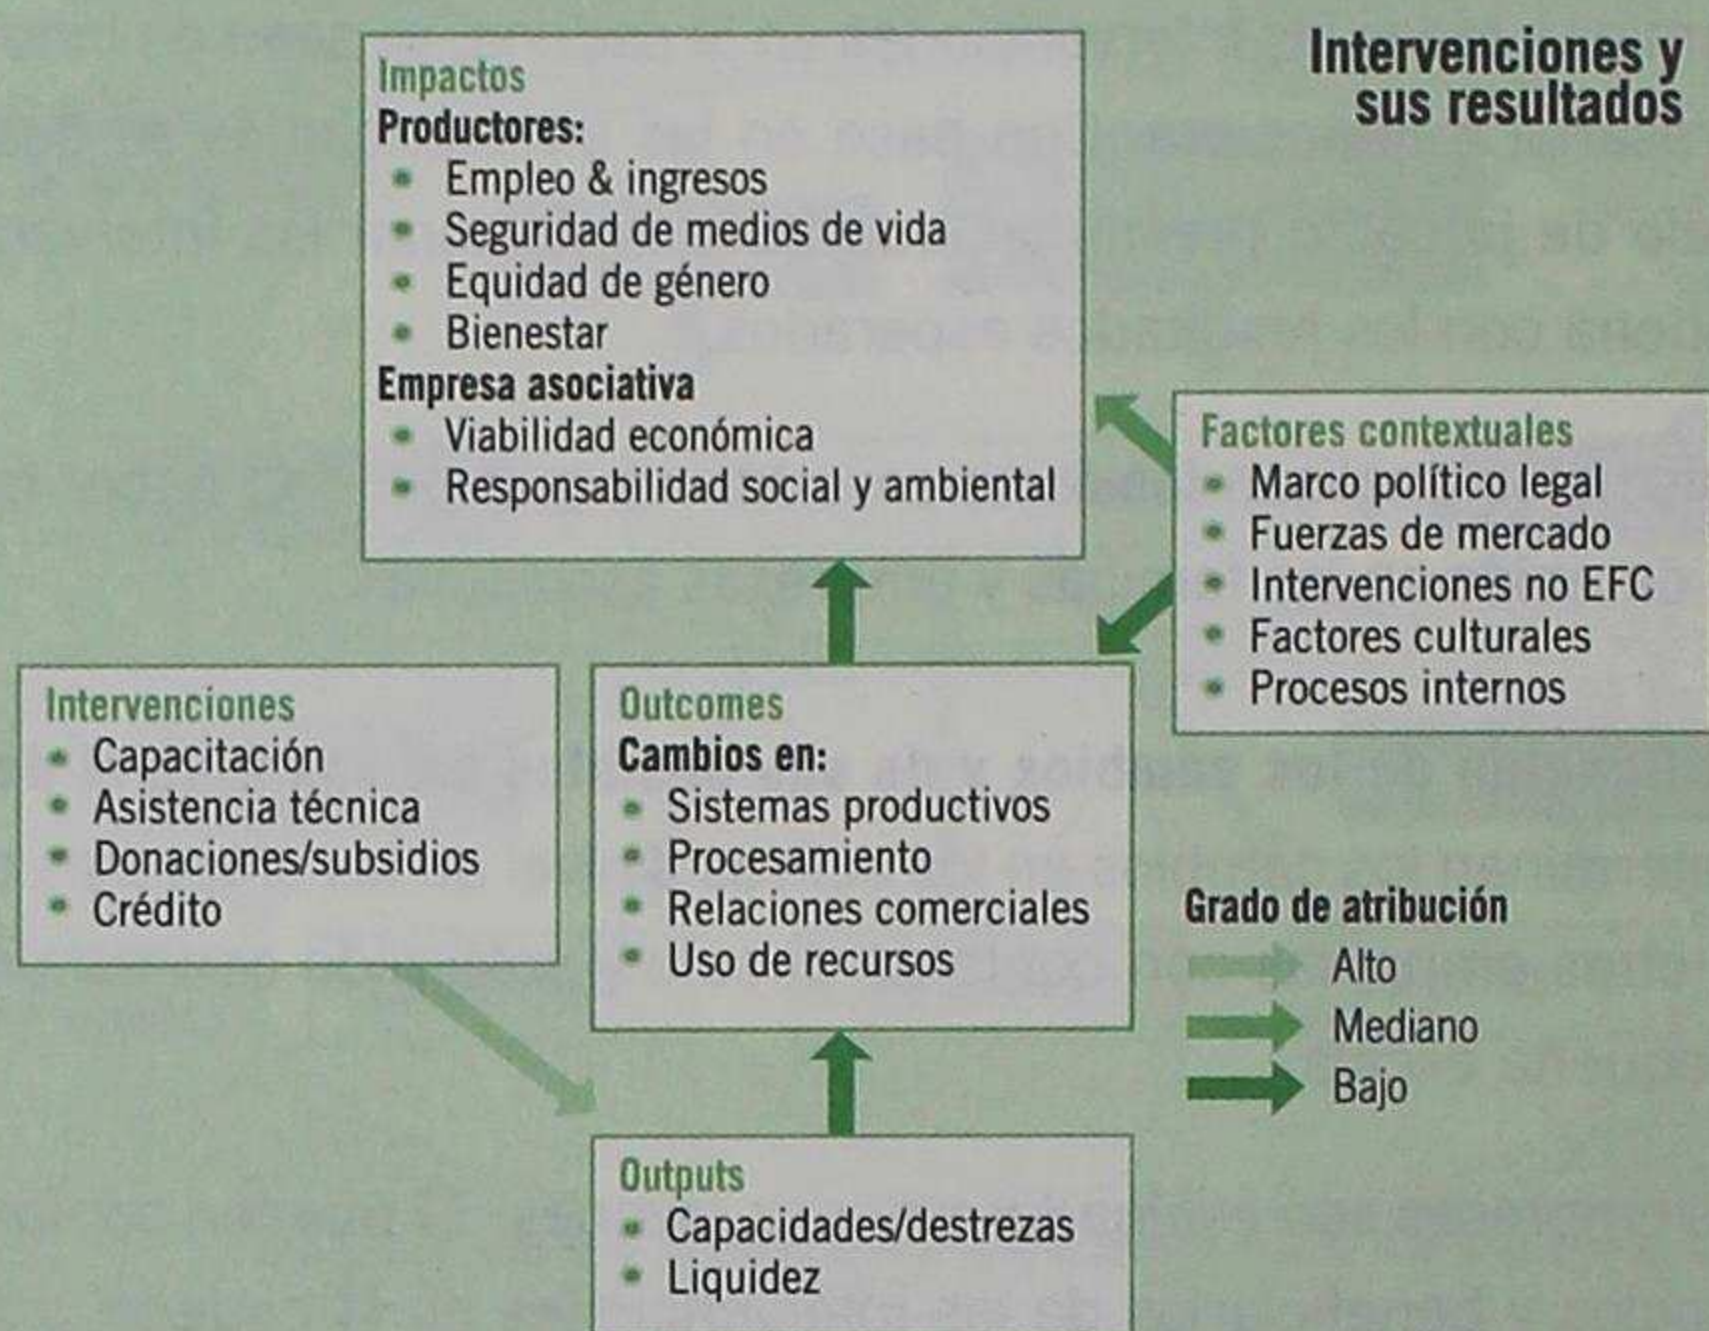 Intervenciones y
sus resultados
Impactos
Productores:
• Empleo & ingresos
• Seguridad de medios de vida
• Equidad de género
• Bienestar
Empresa asociativa
• Viabilidad económica
• Responsabilidad social y ambiental
Factores contextuales
• Marco político legal
• Fuerzas de mercado
• Intervenciones no EFC
• Factores culturales
• Procesos internos
Intervenciones
• Capacitación
• Asistencia técnica
• Donaciones/subsidios
• Crédito
Outcomes
Cambios en:
• Sistemas productivos
• Procesamiento
• Relaciones comerciales
• Uso de recursos
Grado de atribución
Alto
Mediano
Bajo
Outputs
• Capacidades/destrezas
• Liquidez